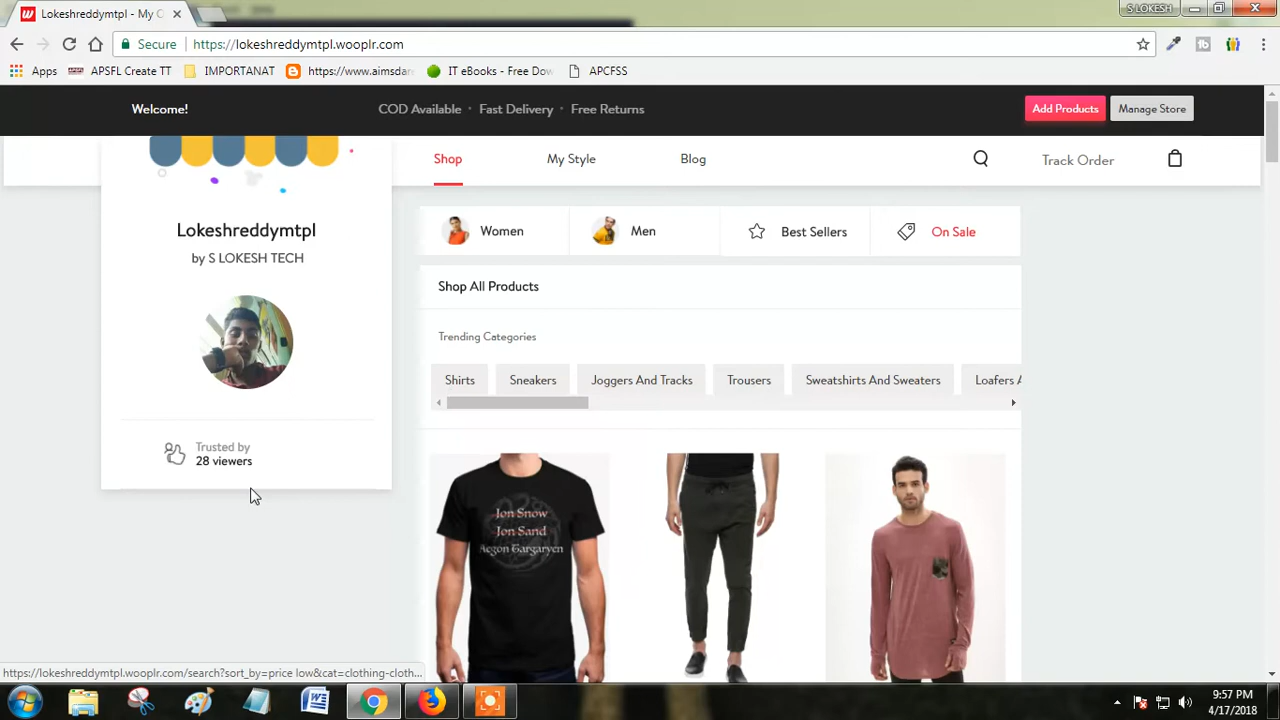 Lokeshreddymtpl - My O
S LOKESH
Secure
https://lokeshreddymtpl.wooplr.com
Apps
APSFL Create TT
IMPORTANAT
https://www.aimsdar
IT eBooks - Free Dow
APCFSS
Welcome!
COD Available · Fast Delivery · Free Returns
Add Products
Manage Store
Shop
My Style
Blog
Track Order
Lokeshreddymtpl
by S LOKESH TECH
Trusted by
28 viewers
Women
Men
Best Sellers
On Sale
Shop All Products
Trending Categories
Shirts
Sneakers
Joggers And Tracks
Trousers
Sweatshirts And Sweaters
Loafers A
Jon Snow
Jon Sand
Aegon Targaryen
https://lokeshreddymtpl.wooplr.com/search?sort_by=price low&cat=clothing-cloth...
9:57 PM
4/17/2018